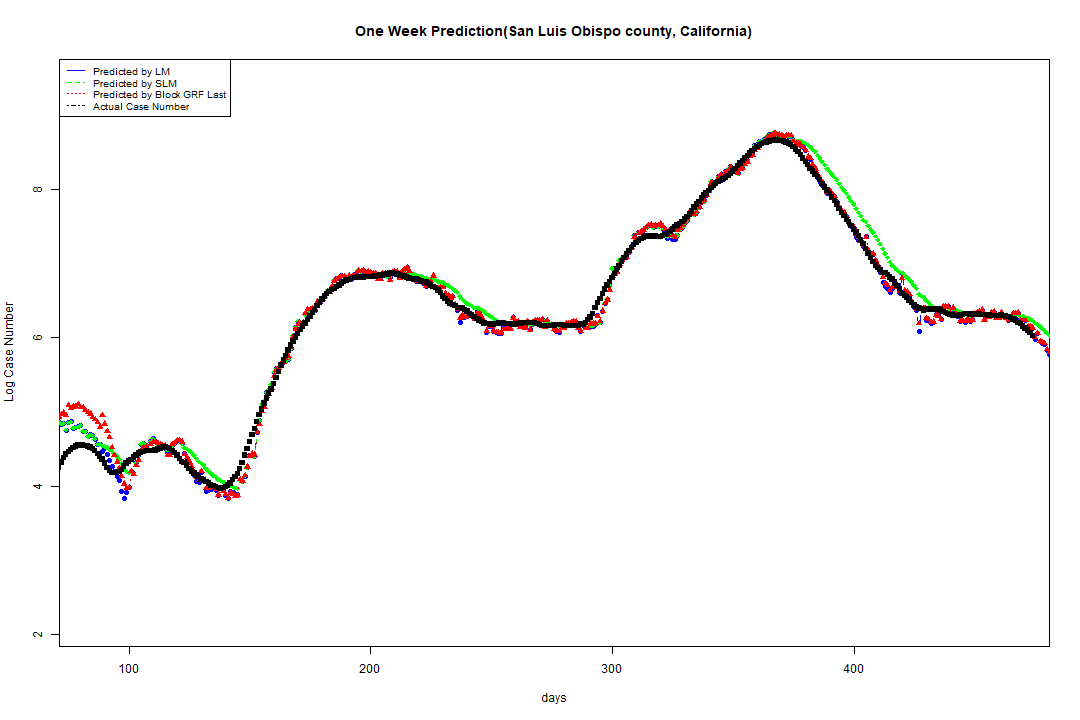 One Week Prediction(San Luis Obispo county, California)
Predicted by LM
Predicted by SLM
Predicted by Block GRF Last
Actual Case Number
8
6
4
2
Log Case Number
100 200 300 400
days